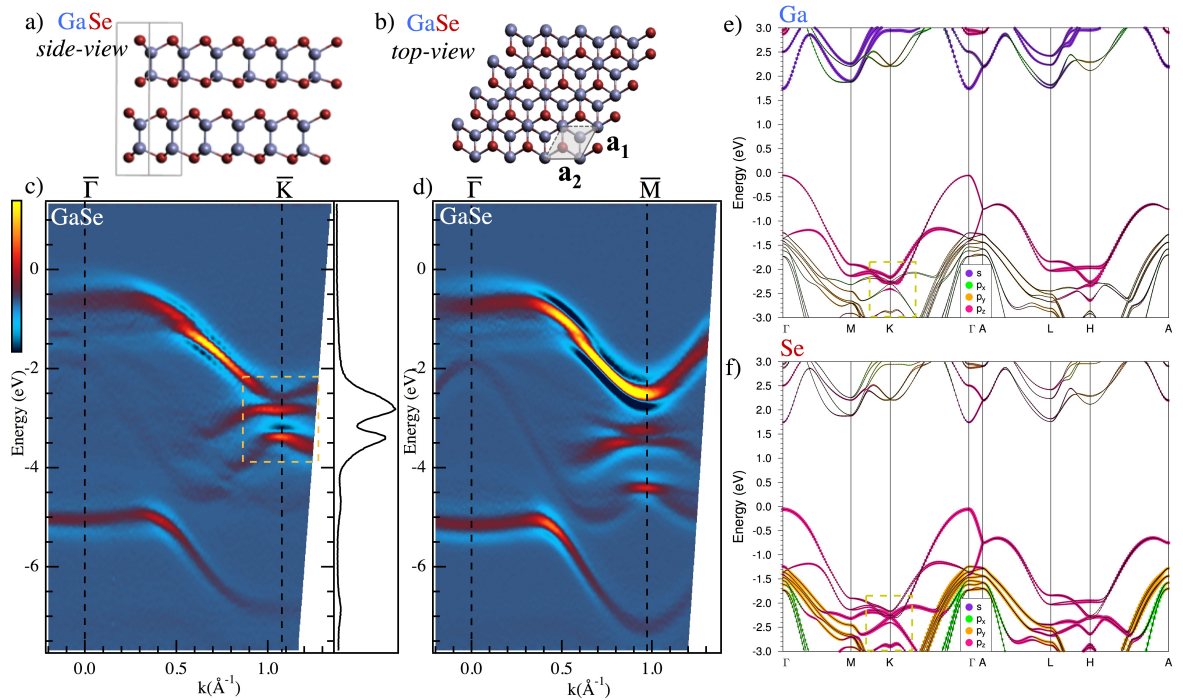 a) GaSe
side-view
b) GaSe
top-view
a₁
a₂
c)
Γ̅
K̅
GaSe
0
-2
-4
-6
Energy (eV)
0.0
0.5
1.0
k(Å⁻¹)
d)
Γ̅
M̅
GaSe
0
-2
-4
-6
Energy (eV)
0.0
0.5
1.0
k(Å⁻¹)
e) Ga
3.0
2.5
2.0
1.5
1.0
0.5
0.0
-0.5
-1.0
-1.5
-2.0
-2.5
-3.0
Energy (eV)
s
pₓ
p_y
p_z
Γ M K Γ A L H A
f) Se
3.0
2.5
2.0
1.5
1.0
0.5
0.0
-0.5
-1.0
-1.5
-2.0
-2.5
-3.0
Energy (eV)
s
pₓ
p_y
p_z
Γ M K Γ A L H A